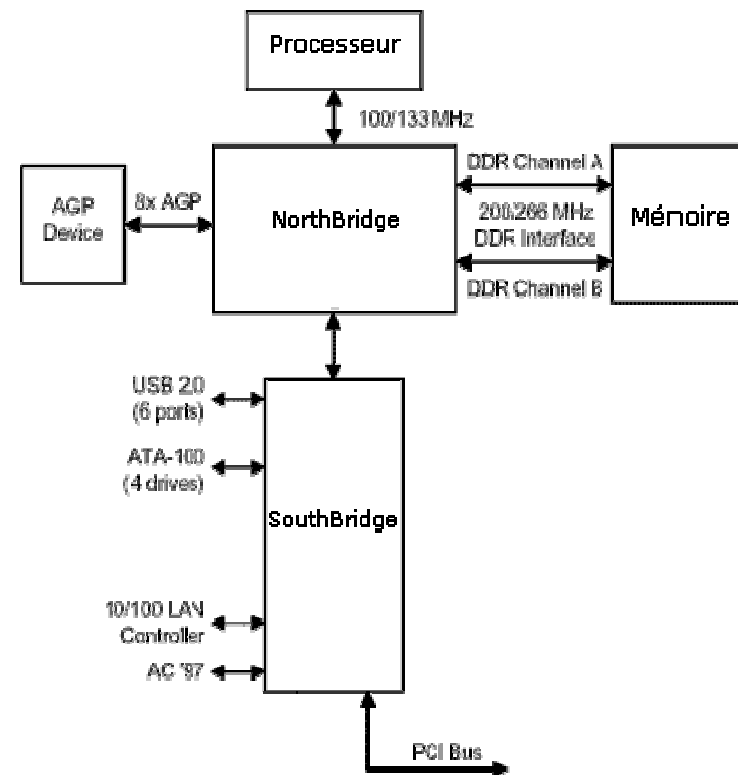 Processeur
100/133 MHz
AGP
Device
8x AGP
NorthBridge
DDR Channel A
200/266 MHz
DDR Interface
DDR Channel B
Mémoire
USB 2.0
(6 ports)
ATA-100
(4 drives)
SouthBridge
10/100 LAN
Controller
AC '97
PCI Bus